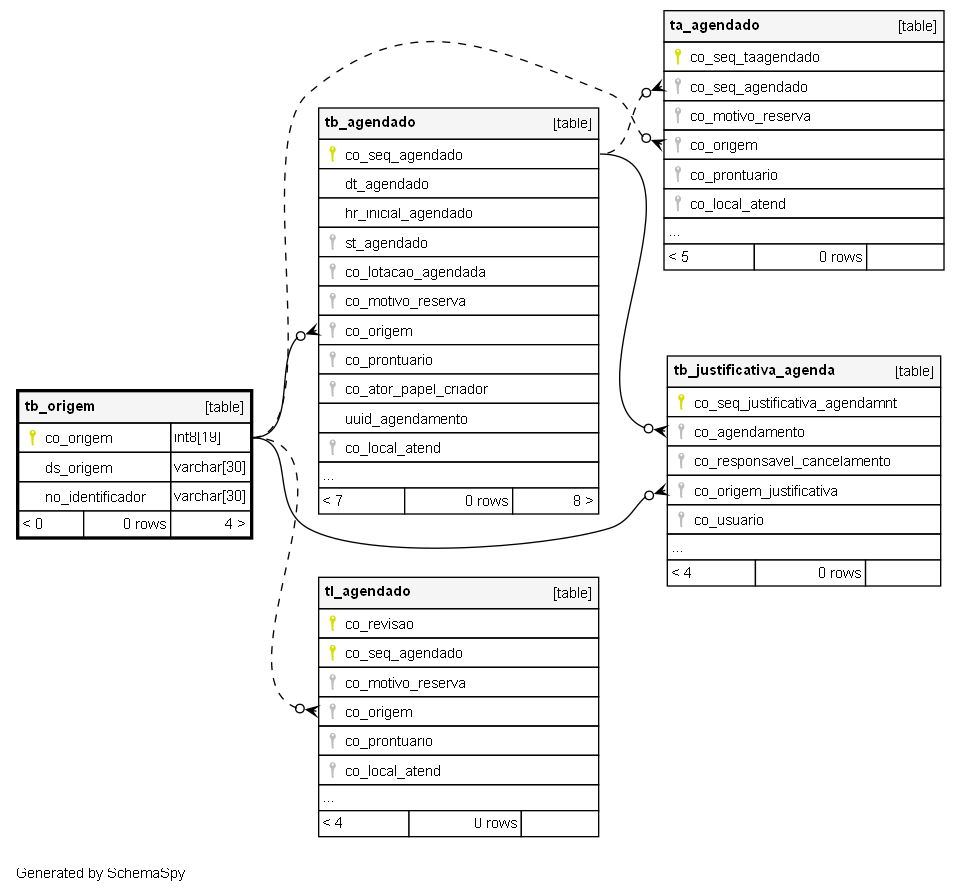 ta_agendado [table]
co_seq_taagendado
co_seq_agendado
co_motivo_reserva
co_origem
co_prontuario
co_local_atend
...
< 5 0 rows
tb_agendado [table]
co_seq_agendado
dt_agendado
hr_inicial_agendado
st_agendado
co_lotacao_agendada
co_motivo_reserva
co_origem
co_prontuario
co_ator_papel_criador
uuid_agendamento
co_local_atend
...
< 7 0 rows 8 >
tb_justificativa_agenda [table]
co_seq_justificativa_agendamnt
co_agendamento
co_responsavel_cancelamento
co_origem_justificativa
co_usuario
...
< 4 0 rows
tb_origem [table]
co_origem int8[19]
ds_origem varchar[30]
no_identificador varchar[30]
< 0 0 rows 4 >
tl_agendado [table]
co_revisao
co_seq_agendado
co_motivo_reserva
co_origem
co_prontuario
co_local_atend
...
< 4 0 rows
Generated by SchemaSpy